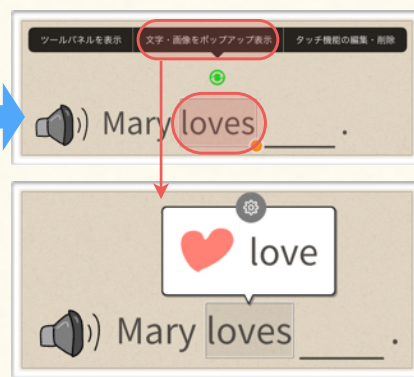 ツールパネルを表示 文字・画像をポップアップ表示 タッチ機能の編集・削除
Mary loves ____ .
love
Mary loves ____ .